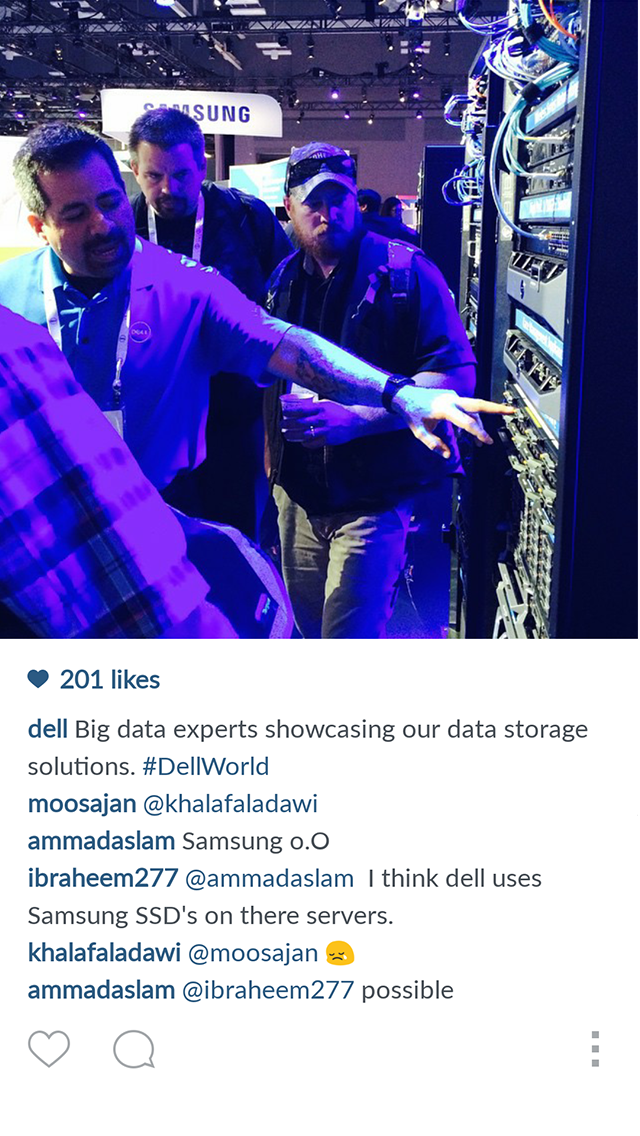 SAMSUNG
DELL
201 likes
dell Big data experts showcasing our data storage
solutions. #DellWorld
moosajan @khalafaladawi
ammadaslam Samsung o.O
ibraheem277 @ammadaslam I think dell uses
Samsung SSD's on there servers.
khalafaladawi @moosajan 😢
ammadaslam @ibraheem277 possible